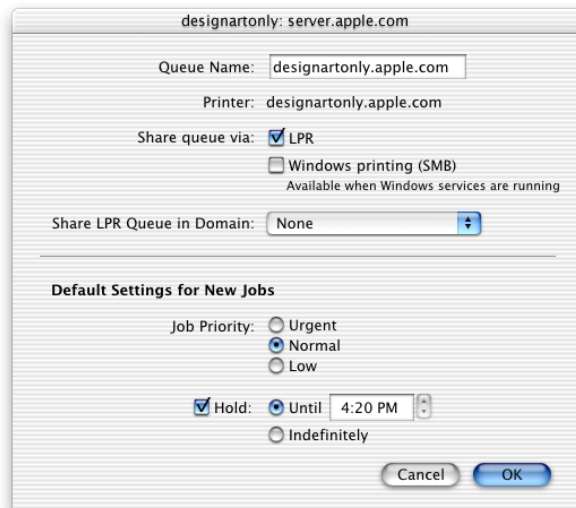 designartonly: server.apple.com
Queue Name: designartonly.apple.com
Printer: designartonly.apple.com
Share queue via: LPR
Windows printing (SMB)
Available when Windows services are running
Share LPR Queue in Domain: None
Default Settings for New Jobs
Job Priority: Urgent
Normal
Low
Hold: Until 4:20 PM
Indefinitely
Cancel OK